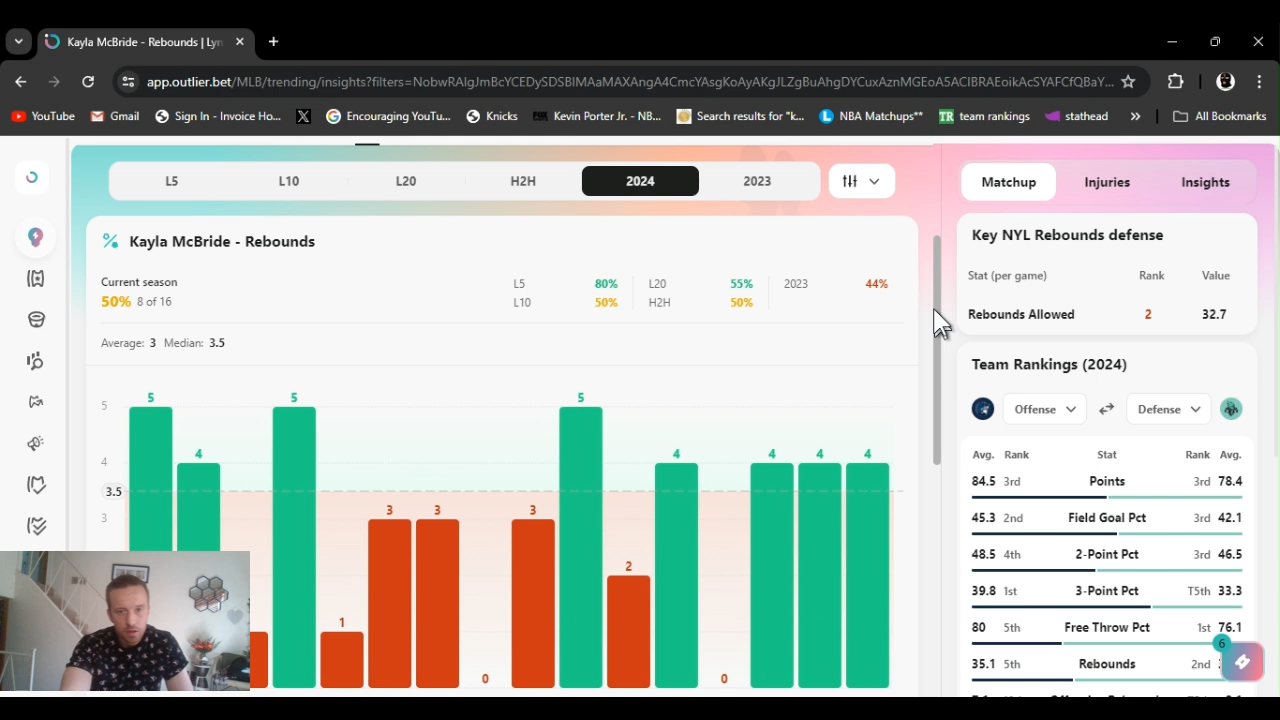 Kayla McBride - Rebounds | Lyn
app.outlier.bet/MLB/trending/insights?filters=
YouTube Gmail Sign In - Invoice Ho... Encouraging YouTu... Knicks Kevin Porter Jr. - NB... Search results for "k... NBA Matchups** TR team rankings stathead » All Bookmarks
L5 L10 L20 H2H 2024 2023
Matchup Injuries Insights
Kayla McBride - Rebounds
Current season
50% 8 of 16
L5 80% L20 55% 2023 44%
L10 50% H2H 50%
Average: 3 Median: 3.5
5
4
3.5
3
5 4 5 1 3 3 0 3 5 2 4 0 4 4 4
Key NYL Rebounds defense
Stat (per game) Rank Value
Rebounds Allowed 2 32.7
Team Rankings (2024)
Offense Defense
Avg. Rank Stat Rank Avg.
84.5 3rd Points 3rd 78.4
45.3 2nd Field Goal Pct 3rd 42.1
48.5 4th 2-Point Pct 3rd 46.5
39.8 1st 3-Point Pct T5th 33.3
80 5th Free Throw Pct 1st 76.1
6
35.1 5th Rebounds 2nd